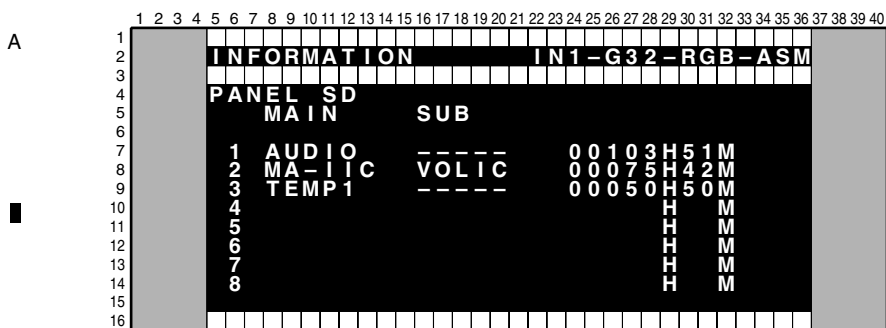 1 2 3 4 5 6 7 8 9 10 11 12 13 14 15 16 17 18 19 20 21 22 23 24 25 26 27 28 29 30 31 32 33 34 35 36 37 38 39 40
A
1
2 INFORMATION IN1–G32–RGB–ASM
3
4 PANEL SD
5 MAIN SUB
6
7 1 AUDIO ––––– 00103H51M
8 2 MA–IIC VOLIC 00075H42M
9 3 TEMP1 ––––– 00050H50M
10 4 H M
11 5 H M
12 6 H M
13 7 H M
14 8 H M
15
16